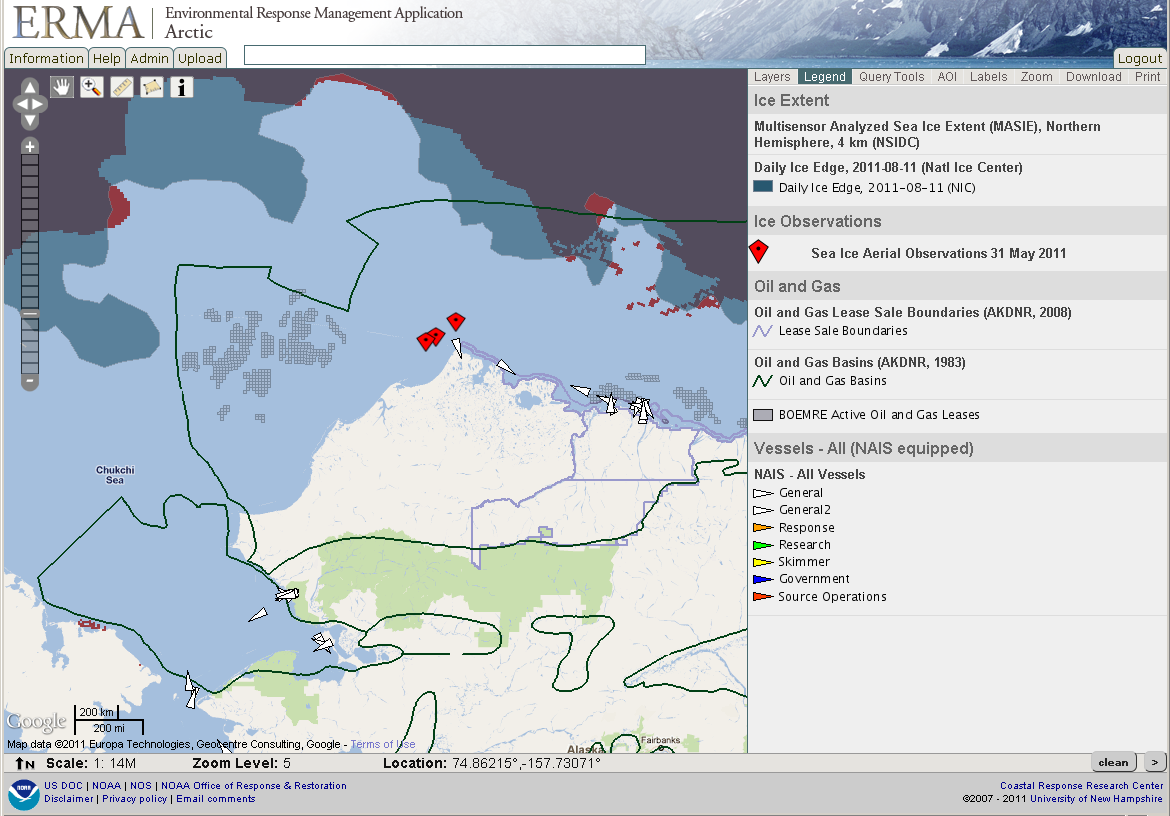 ERMA
Environmental Response Management Application
Arctic
Information Help Admin Upload
Logout
Layers Legend Query Tools AOI Labels Zoom Download Print
Ice Extent
Multisensor Analyzed Sea Ice Extent (MASIE), Northern
Hemisphere, 4 km (NSIDC)
Daily Ice Edge, 2011-08-11 (Natl Ice Center)
Daily Ice Edge, 2011-08-11 (NIC)
Ice Observations
Sea Ice Aerial Observations 31 May 2011
Oil and Gas
Oil and Gas Lease Sale Boundaries (AKDNR, 2008)
Lease Sale Boundaries
Oil and Gas Basins (AKDNR, 1983)
Oil and Gas Basins
BOEMRE Active Oil and Gas Leases
Vessels - All (NAIS equipped)
NAIS - All Vessels
General
General2
Response
Research
Skimmer
Government
Source Operations
Chukchi
Sea
Fairbanks
Alaska
Google
200 km
200 mi
Map data ©2011 Europa Technologies, GeoCentre Consulting, Google - Terms of Use
N Scale: 1: 14M Zoom Level: 5 Location: 74.86215°,-157.73071°
clean >
NOAA
US DOC | NOAA | NOS | NOAA Office of Response & Restoration
Disclaimer | Privacy policy | Email comments
Coastal Response Research Center
©2007 - 2011 University of New Hampshire